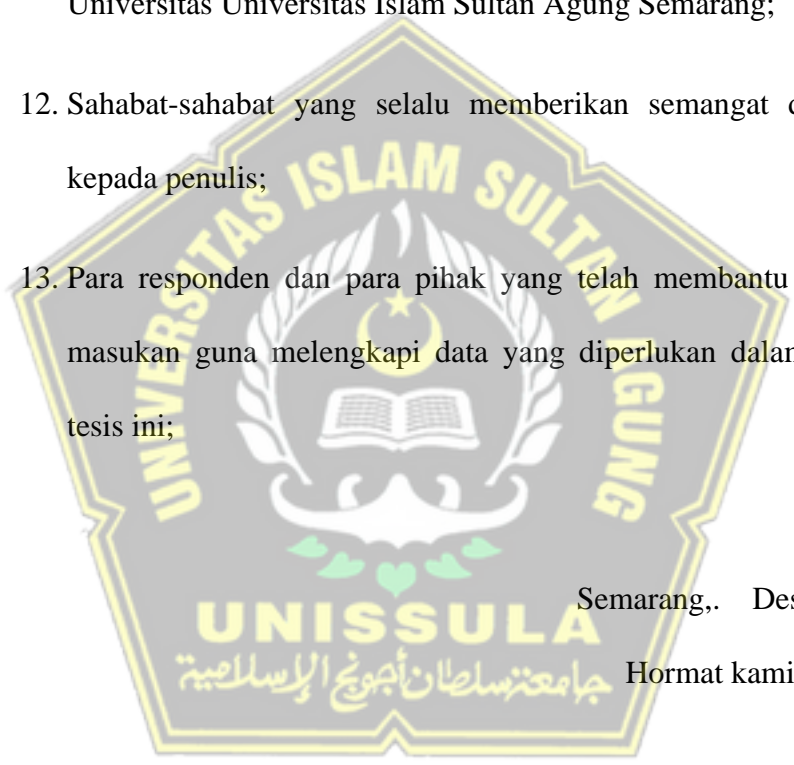 Universitas Universitas Islam Sultan Agung Semarang;
12. Sahabat-sahabat yang selalu memberikan semangat
kepada penulis;
13. Para responden dan para pihak yang telah membantu
masukan guna melengkapi data yang diperlukan dalam
tesis ini;
Semarang,. Des
Hormat kami
UNIVERSITAS ISLAM SULTAN AGUNG
UNISSULA
جامعنسلطان أجونج الإسلامية